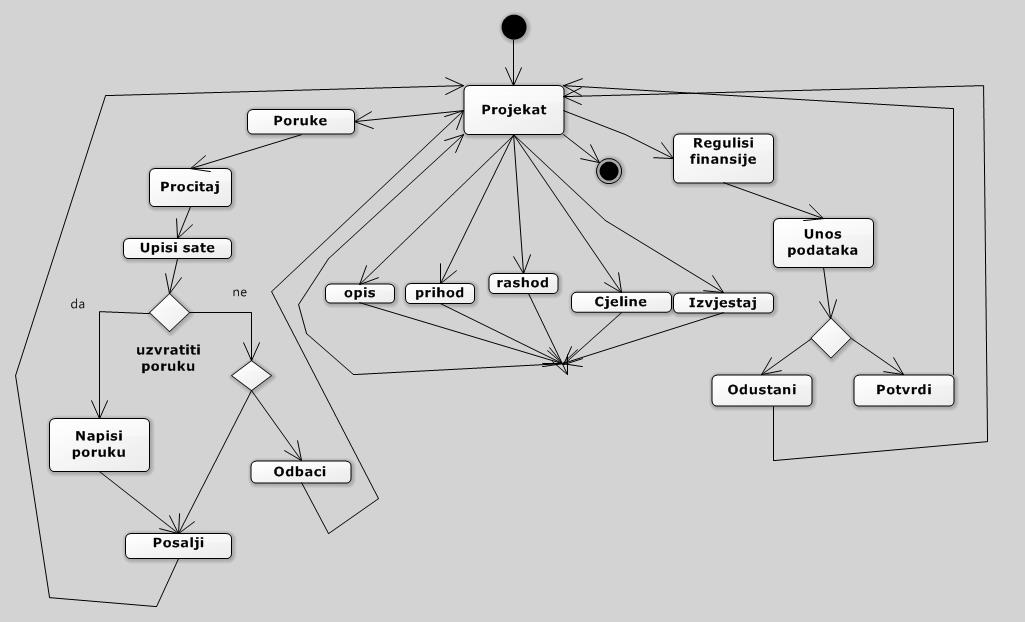 Projekat
Poruke
Regulisi
finansije
Procitaj
Upisi sate
Unos
podataka
opis
prihod
rashod
Cjeline
Izvjestaj
da
ne
uzvratiti
poruku
Odustani
Potvrdi
Napisi
poruku
Odbaci
Posalji